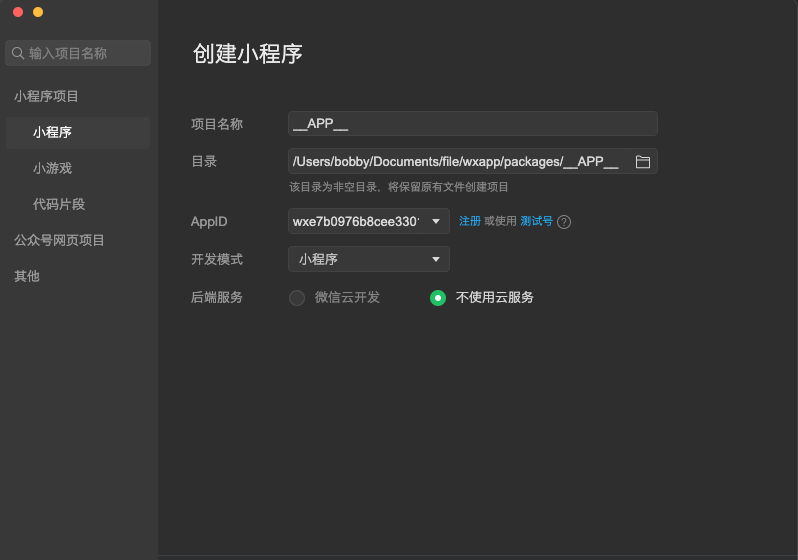 输入项目名称
小程序项目
小程序
小游戏
代码片段
公众号网页项目
其他
创建小程序
项目名称 __APP__
目录 /Users/bobby/Documents/file/wxapp/packages/__APP__
该目录为非空目录，将保留原有文件创建项目
AppID wxe7b0976b8cee330 注册 或使用 测试号 ?
开发模式 小程序
后端服务 微信云开发 不使用云服务